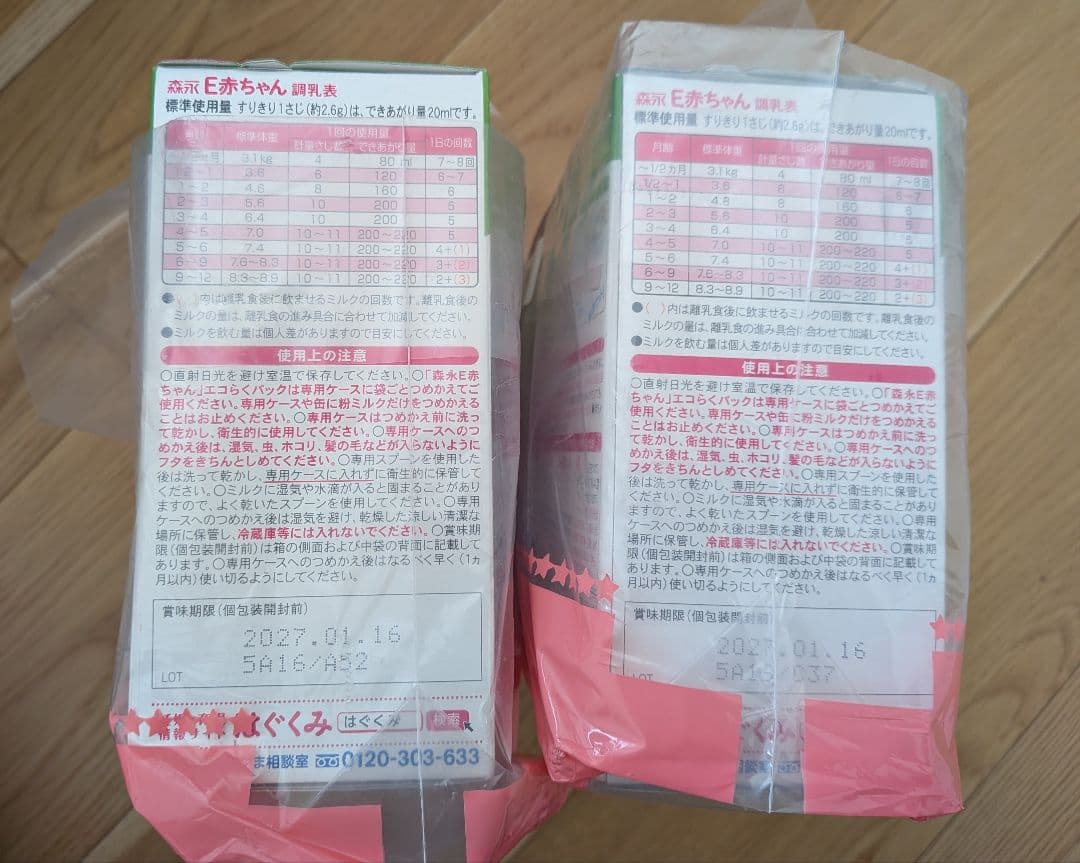 森永 E赤ちゃん 調乳表
標準使用量 すりきり1さじ(約2.6g)は、できあがり量20mlです。
標準体重 1回の使用量 1日の回数
計量さじ数 できあがり量
3.1kg 4 80 ml 7～8回
1/2～1 3.6 6 120 6～7
1～2 4.6 8 160 6
2～3 5.6 10 200 5
3～4 6.4 10 200 5
4～5 7.0 10～11 200～220 5
5～6 7.4 10～11 200～220 4+(1)
6～9 7.6～8.3 10～11 200～220 3+(2)
9～12 8.3～8.9 10～11 200～220 2+(3)
●( )内は離乳食後に飲ませるミルクの回数です。離乳食後の
ミルクの量は、離乳食の進み具合に合わせて加減してください。
●ミルクを飲む量は個人差がありますので目安にしてください。
使用上の注意
○直射日光を避け室温で保存してください。○「森永E赤
ちゃん」エコらくパックは専用ケースに袋ごとつめかえてご
使用ください。専用ケースや缶に粉ミルクだけをつめかえる
ことはお止めください。○専用ケースはつめかえ前に洗っ
て乾かし、衛生的に使用してください。○専用ケースへのつ
めかえ後は、湿気、虫、ホコリ、髪の毛などが入らないように
フタをきちんとしめてください。○専用スプーンを使用した
後は洗って乾かし、専用ケースに入れずに衛生的に保管して
ください。○ミルクに湿気や水滴が入ると固まることがあり
ますので、よく乾いたスプーンを使用してください。○専用
ケースへのつめかえ後は湿気を避け、乾燥した涼しい清潔な
場所に保管し、冷蔵庫等には入れないでください。○賞味期
限(個包装開封前)は箱の側面および中袋の背面に記載して
あります。○専用ケースへのつめかえ後はなるべく早く(1ヵ
月以内)使い切るようにしてください。
賞味期限(個包装開封前)
2027.01.16
5A16/A52
LOT
はぐくみ はぐくみ 検索
ま相談室 0120-303-633
森永 E赤ちゃん 調乳表
標準使用量 すりきり1さじ(約2.6g)は、できあがり量20mlです。
月齢 標準体重 1回の使用量 1日の回数
計量さじ数 できあがり量
～1/2カ月 3.1kg 4 80 ml 7～8回
1/2～1 3.6 6 120 6～7
1～2 4.8 8 160 6
2～3 5.6 10 200 5
3～4 6.4 10 200 5
4～5 7.0 10～11 200～220 5
5～6 7.4 10～11 200～220 4+(1)
6～9 7.6～8.3 10～11 200～220 3+(2)
9～12 8.3～8.9 10～11 200～220 2+(3)
●( )内は離乳食後に飲ませるミルクの回数です。離乳食後の
ミルクの量は、離乳食の進み具合に合わせて加減してください。
●ミルクを飲む量は個人差がありますので目安にしてください。
使用上の注意
○直射日光を避け室温で保存してください。○「森永E赤
ちゃん」エコらくパックは専用ケースに袋ごとつめかえてご
使用ください。専用ケースや缶に粉ミルクだけをつめかえる
ことはお止めください。○専用ケースはつめかえ前に洗っ
て乾かし、衛生的に使用してください。○専用ケースへのつ
めかえ後は、湿気、虫、ホコリ、髪の毛などが入らないように
フタをきちんとしめてください。○専用スプーンを使用した
後は洗って乾かし、専用ケースに入れずに衛生的に保管して
ください。○ミルクに湿気や水滴が入ると固まることがあり
ますので、よく乾いたスプーンを使用してください。○専用
ケースへのつめかえ後は湿気を避け、乾燥した涼しい清潔な
場所に保管し、冷蔵庫等には入れないでください。○賞味期
限(個包装開封前)は箱の側面および中袋の背面に記載して
あります。○専用ケースへのつめかえ後はなるべく早く(1ヵ
月以内)使い切るようにしてください。
賞味期限(個包装開封前)
2027.01.16
5A16/037
LOT
ぐくみ
相談室